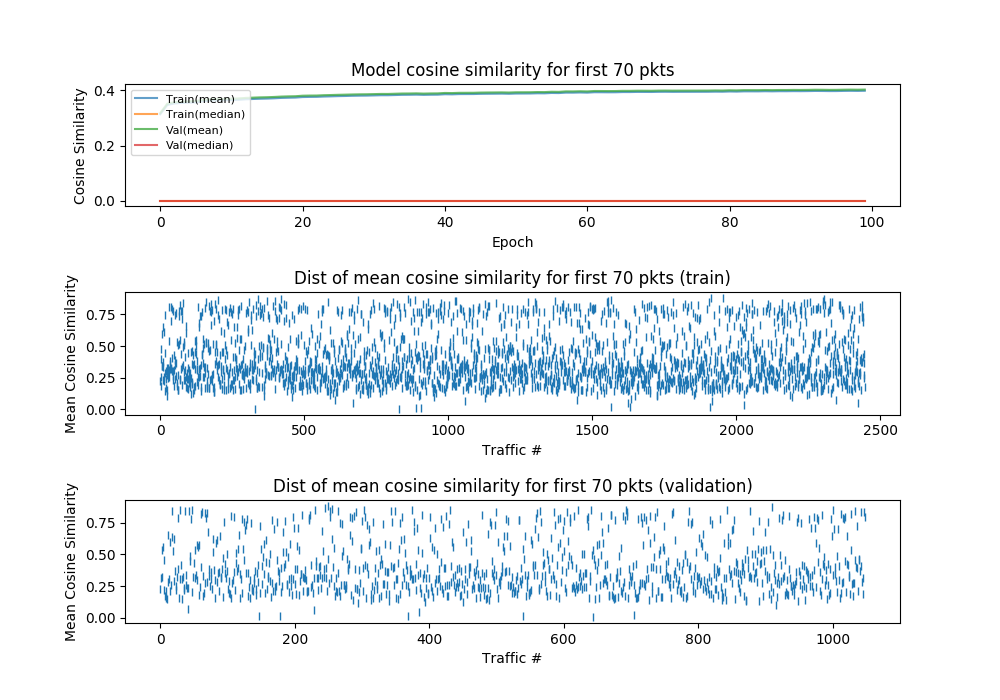 Model cosine similarity for first 70 pkts
Cosine Similarity
0.4
0.2
0.0
Train(mean)
Train(median)
Val(mean)
Val(median)
0 20 40 60 80 100
Epoch
Dist of mean cosine similarity for first 70 pkts (train)
Mean Cosine Similarity
0.75
0.50
0.25
0.00
0 500 1000 1500 2000 2500
Traffic #
Dist of mean cosine similarity for first 70 pkts (validation)
Mean Cosine Similarity
0.75
0.50
0.25
0.00
0 200 400 600 800 1000
Traffic #